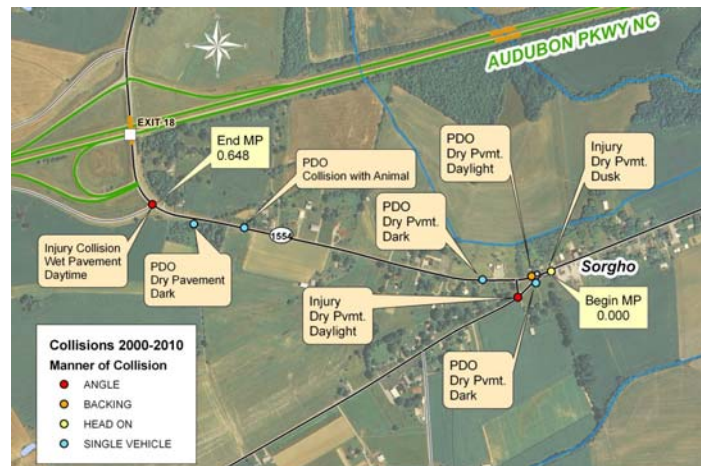 AUDUBON PKWY NC
EXIT 18
End MP
0.648
PDO
Collision with Animal
PDO
Dry Pvmt.
Daylight
Injury
Dry Pvmt.
Dusk
PDO
Dry Pvmt.
Dark
1554
Injury Collision
Wet Pavement
Daytime
PDO
Dry Pavement
Dark
Sorgho
Injury
Dry Pvmt.
Daylight
Begin MP
0.000
PDO
Dry Pvmt.
Dark
Collisions 2000-2010
Manner of Collision
ANGLE
BACKING
HEAD ON
SINGLE VEHICLE